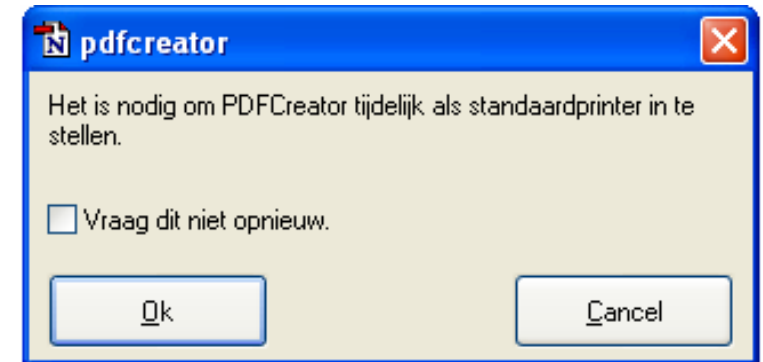 pdfcreator
Het is nodig om PDFCreator tijdelijk als standaardprinter in te
stellen.
Vraag dit niet opnieuw.
Ok
Cancel